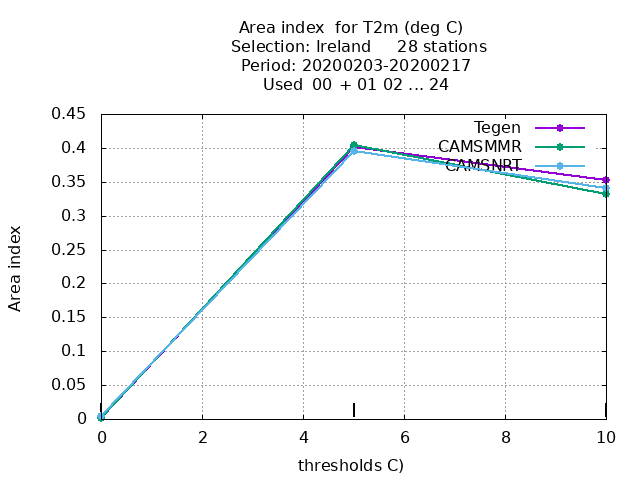 Area index  for T2m (deg C)
Selection: Ireland     28 stations
Period: 20200203-20200217
Used  00 + 01 02 ... 24
0.45
0.4
0.35
0.3
0.25
0.2
0.15
0.1
0.05
0
Area index
Tegen
CAMSMMR
CAMSNRT
0 2 4 6 8 10
thresholds C)